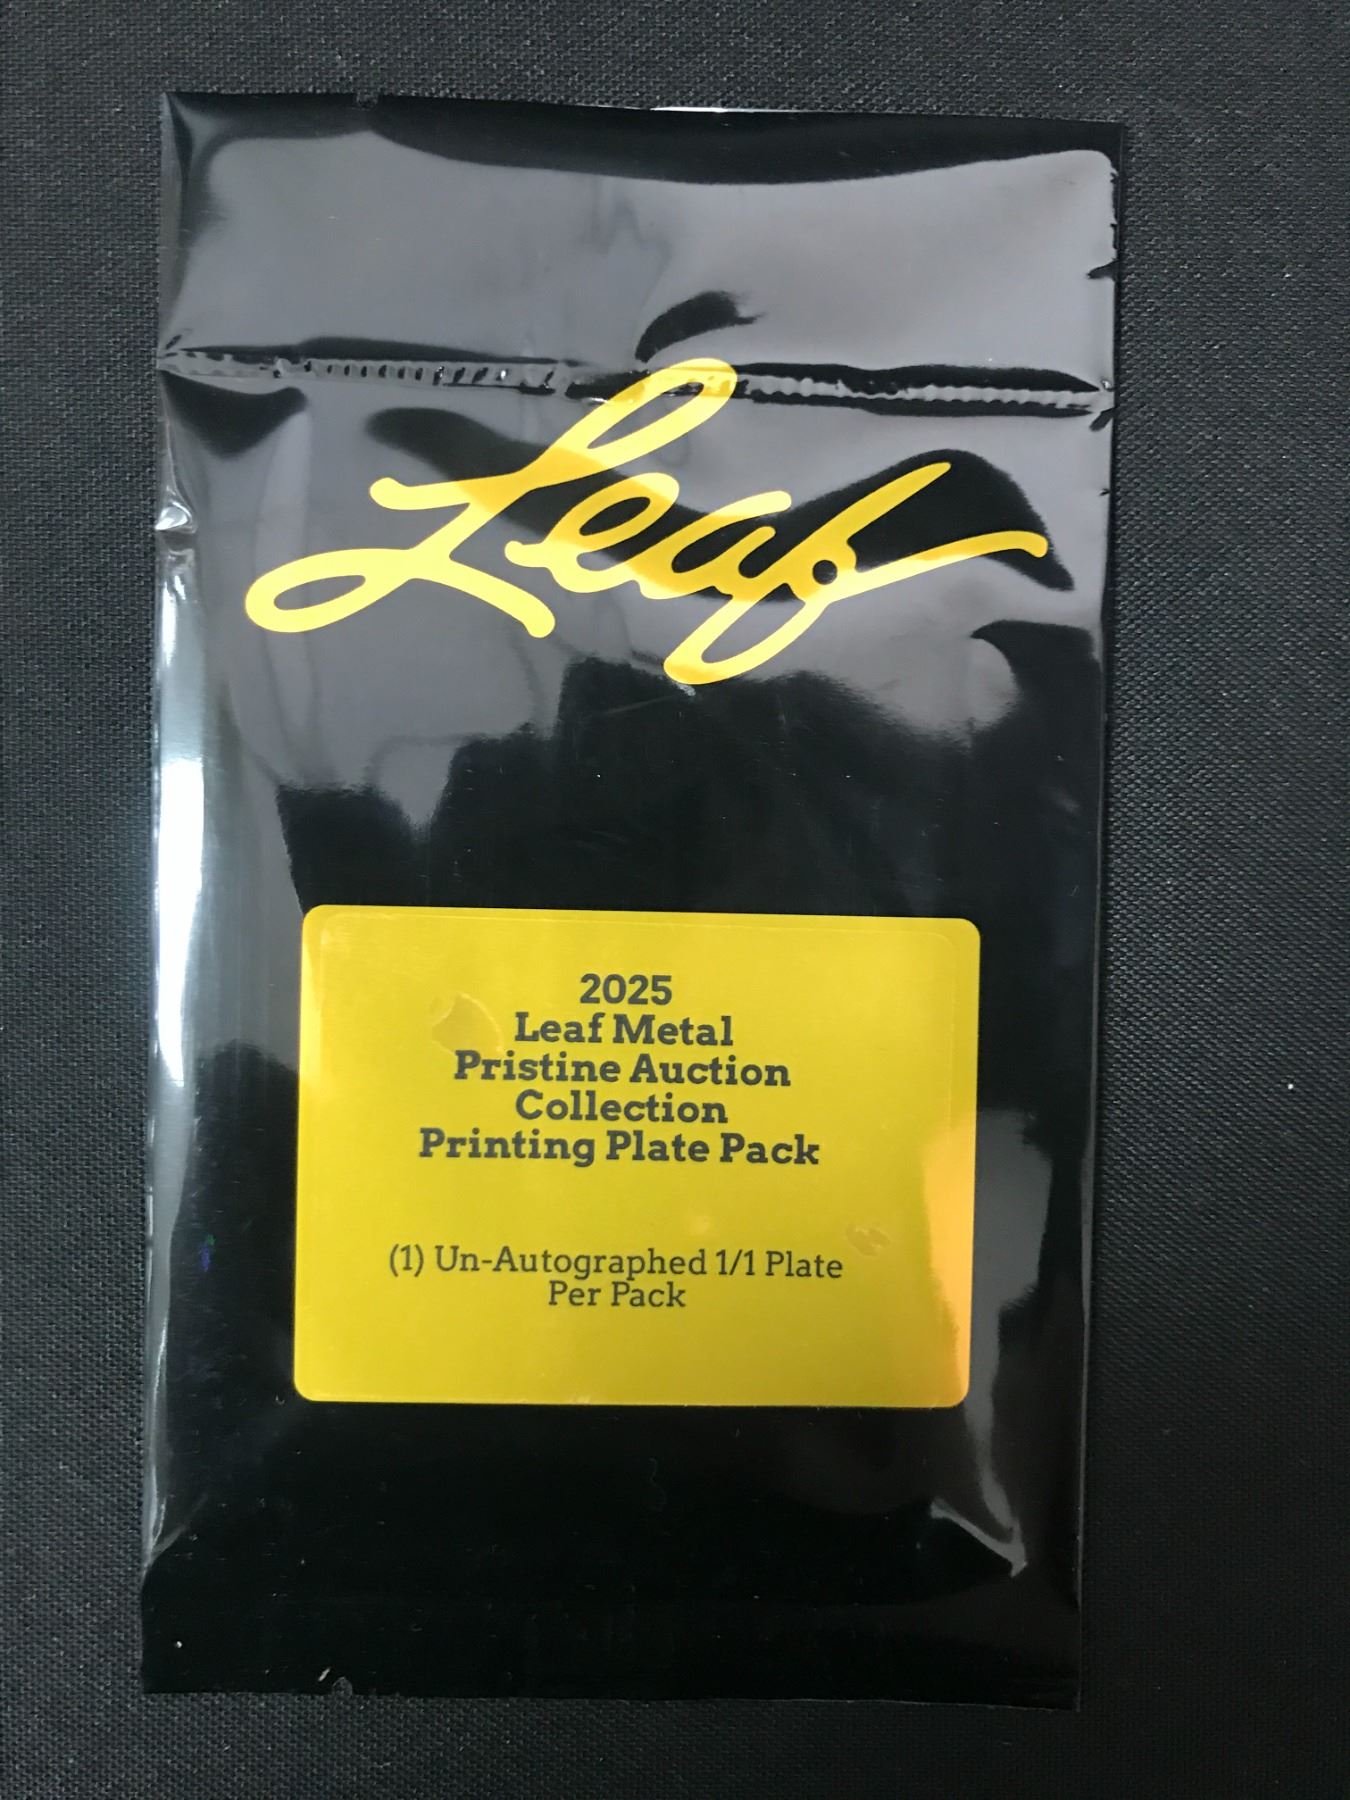 Leaf
2025
Leaf Metal
Pristine Auction
Collection
Printing Plate Pack
(1) Un-Autographed 1/1 Plate
Per Pack